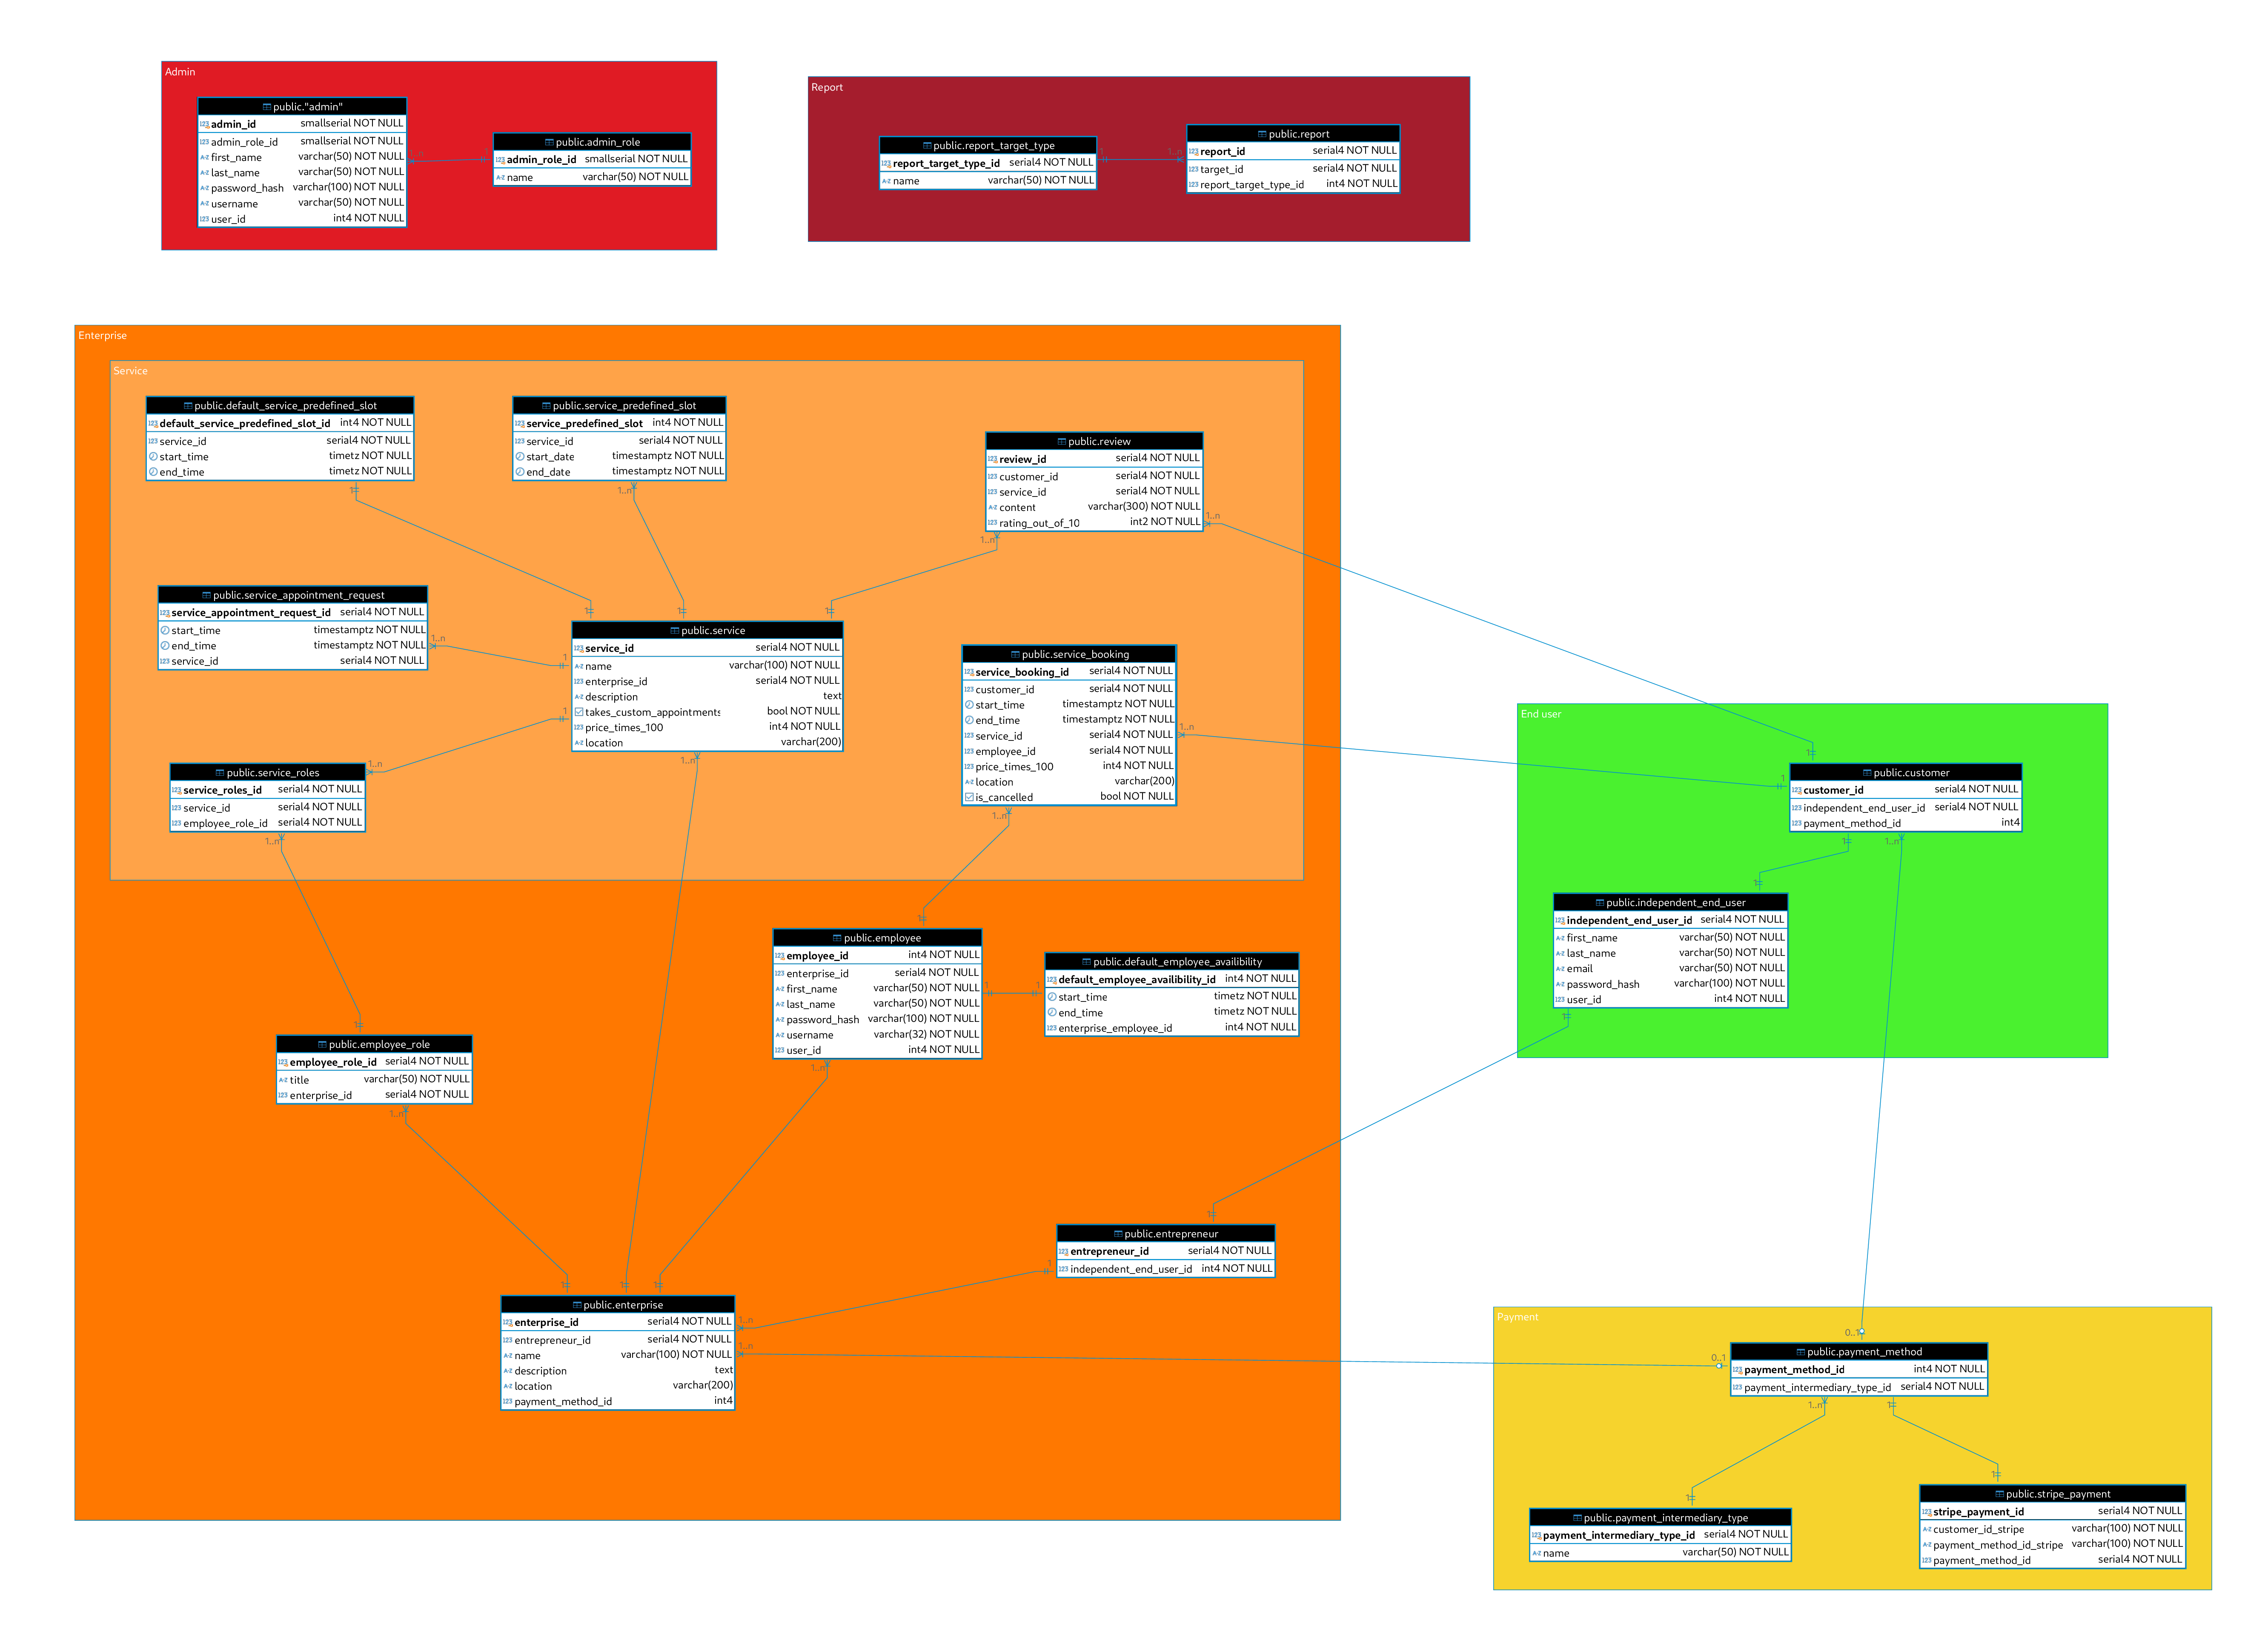 Admin
public."admin"
admin_id smallserial NOT NULL
admin_role_id smallserial NOT NULL
first_name varchar(50) NOT NULL
last_name varchar(50) NOT NULL
password_hash varchar(100) NOT NULL
username varchar(50) NOT NULL
user_id int4 NOT NULL
1..n
1
public.admin_role
admin_role_id smallserial NOT NULL
name varchar(50) NOT NULL
Report
public.report_target_type
report_target_type_id serial4 NOT NULL
name varchar(50) NOT NULL
1
1..n
public.report
report_id serial4 NOT NULL
target_id serial4 NOT NULL
report_target_type_id int4 NOT NULL
Enterprise
Service
public.default_service_predefined_slot
default_service_predefined_slot_id int4 NOT NULL
service_id serial4 NOT NULL
start_time timetz NOT NULL
end_time timetz NOT NULL
1
public.service_predefined_slot
service_predefined_slot int4 NOT NULL
service_id serial4 NOT NULL
start_date timestamptz NOT NULL
end_date timestamptz NOT NULL
1..n
public.review
review_id serial4 NOT NULL
customer_id serial4 NOT NULL
service_id serial4 NOT NULL
content varchar(300) NOT NULL
rating_out_of_10 int2 NOT NULL
1..n
1..n
public.service_appointment_request
service_appointment_request_id serial4 NOT NULL
start_time timestamptz NOT NULL
end_time timestamptz NOT NULL
service_id serial4 NOT NULL
1..n
1
1
1
1
1
public.service
service_id serial4 NOT NULL
name varchar(100) NOT NULL
enterprise_id serial4 NOT NULL
description text
takes_custom_appointments bool NOT NULL
price_times_100 int4 NOT NULL
location varchar(200)
1..n
public.service_booking
service_booking_id serial4 NOT NULL
customer_id serial4 NOT NULL
start_time timestamptz NOT NULL
end_time timestamptz NOT NULL
service_id serial4 NOT NULL
employee_id serial4 NOT NULL
price_times_100 int4 NOT NULL
location varchar(200)
is_cancelled bool NOT NULL
1..n
1..n
public.service_roles
service_roles_id serial4 NOT NULL
service_id serial4 NOT NULL
employee_role_id serial4 NOT NULL
1..n
1..n
End user
1
1
public.customer
customer_id serial4 NOT NULL
independent_end_user_id serial4 NOT NULL
payment_method_id int4
1
1..n
1
public.independent_end_user
independent_end_user_id serial4 NOT NULL
first_name varchar(50) NOT NULL
last_name varchar(50) NOT NULL
email varchar(50) NOT NULL
password_hash varchar(100) NOT NULL
user_id int4 NOT NULL
1
1
public.employee
employee_id int4 NOT NULL
enterprise_id serial4 NOT NULL
first_name varchar(50) NOT NULL
last_name varchar(50) NOT NULL
password_hash varchar(100) NOT NULL
username varchar(32) NOT NULL
user_id int4 NOT NULL
1..n
1
1
public.default_employee_availibility
default_employee_availibility_id int4 NOT NULL
start_time timetz NOT NULL
end_time timetz NOT NULL
enterprise_employee_id int4 NOT NULL
1
public.employee_role
employee_role_id serial4 NOT NULL
title varchar(50) NOT NULL
enterprise_id serial4 NOT NULL
1..n
1
public.entrepreneur
entrepreneur_id serial4 NOT NULL
independent_end_user_id int4 NOT NULL
1
1
1
1
public.enterprise
enterprise_id serial4 NOT NULL
entrepreneur_id serial4 NOT NULL
name varchar(100) NOT NULL
description text
location varchar(200)
payment_method_id int4
1..n
1..n
Payment
0..1
0..1
public.payment_method
payment_method_id int4 NOT NULL
payment_intermediary_type_id serial4 NOT NULL
1..n
1
1
public.payment_intermediary_type
payment_intermediary_type_id serial4 NOT NULL
name varchar(50) NOT NULL
1
public.stripe_payment
stripe_payment_id serial4 NOT NULL
customer_id_stripe varchar(100) NOT NULL
payment_method_id_stripe varchar(100) NOT NULL
payment_method_id serial4 NOT NULL